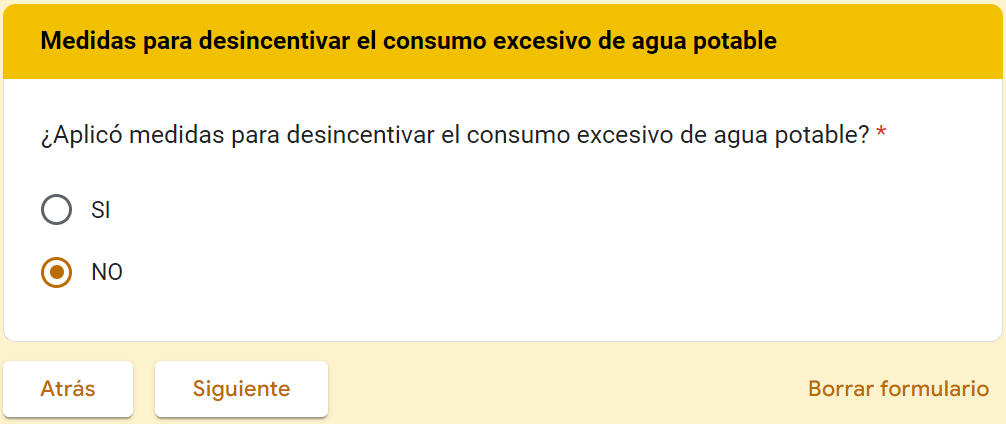 Medidas para desincentivar el consumo excesivo de agua potable
¿Aplicó medidas para desincentivar el consumo excesivo de agua potable? *
SI
NO
Atrás
Siguiente
Borrar formulario